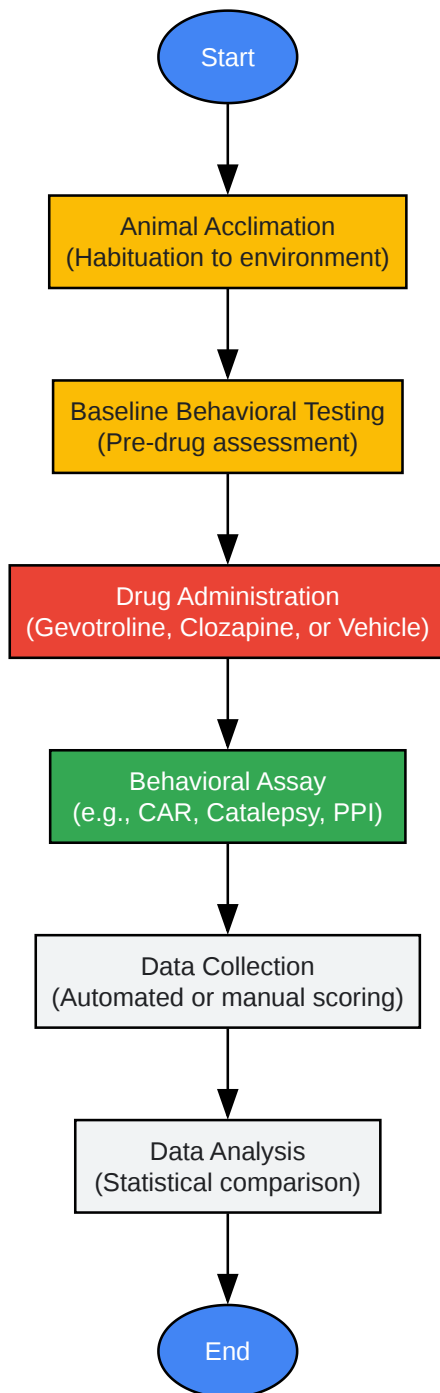 Start
Animal Acclimation
(Habituation to environment)
Baseline Behavioral Testing
(Pre-drug assessment)
Drug Administration
(Gevotroline, Clozapine, or Vehicle)
Behavioral Assay
(e.g., CAR, Catalepsy, PPI)
Data Collection
(Automated or manual scoring)
Data Analysis
(Statistical comparison)
End